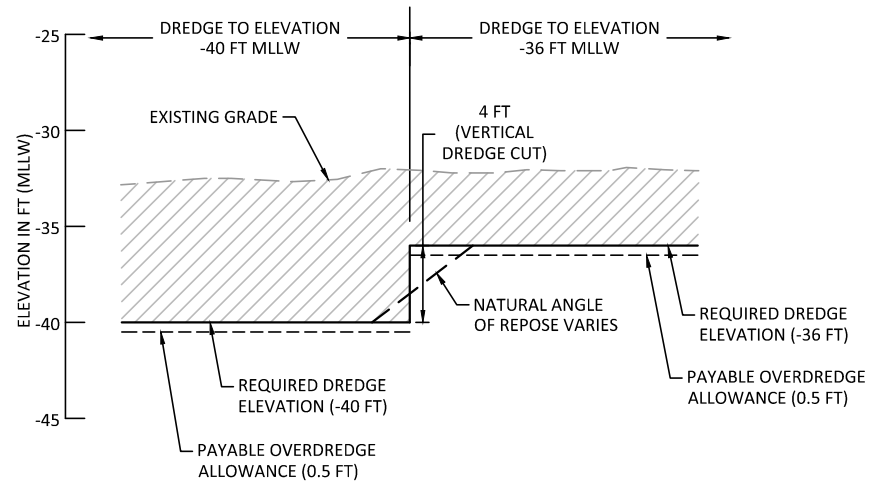 -25
-30
-35
-40
-45
ELEVATION IN FT (MLLW)
DREDGE TO ELEVATION
-40 FT MLLW
DREDGE TO ELEVATION
-36 FT MLLW
EXISTING GRADE
4 FT
(VERTICAL
DREDGE CUT)
NATURAL ANGLE
OF REPOSE VARIES
REQUIRED DREDGE
ELEVATION (-36 FT)
PAYABLE OVERDREDGE
ALLOWANCE (0.5 FT)
REQUIRED DREDGE
ELEVATION (-40 FT)
PAYABLE OVERDREDGE
ALLOWANCE (0.5 FT)